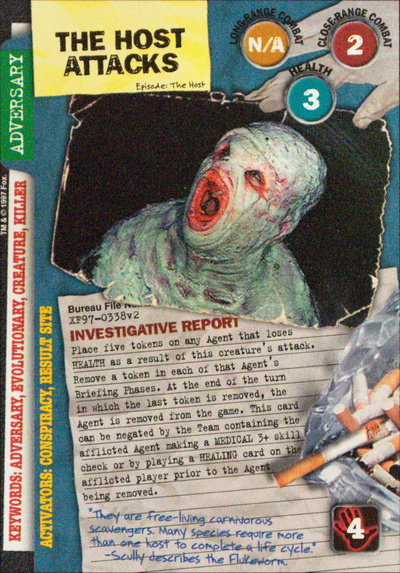 THE HOST
ATTACKS
Episode: The Host
LONG-RANGE COMBAT
N/A
CLOSE-RANGE COMBAT
2
HEALTH
3
ADVERSARY
TM & © 1997 Fox.
KEYWORDS: ADVERSARY, EVOLUTIONARY, CREATURE, KILLER
ACTIVATORS: CONSPIRACY, RESULT SITE
Bureau File
XF97-0338v2
INVESTIGATIVE REPORT
Place five tokens on any Agent that loses
HEALTH as a result of this creature's attack.
Remove a token in each of that Agent's
Briefing Phases. At the end of the turn
in which the last token is removed, the
Agent is removed from the game. This card
can be negated by the Team containing the
afflicted Agent making a MEDICAL 3+ skill
check or by playing a HEALING card on the
afflicted player prior to the Agent
being removed.
"They are free-living carnivorous
scavengers. Many species require more
than one host to complete a life cycle."
-Scully describes the Flukeworm.
4